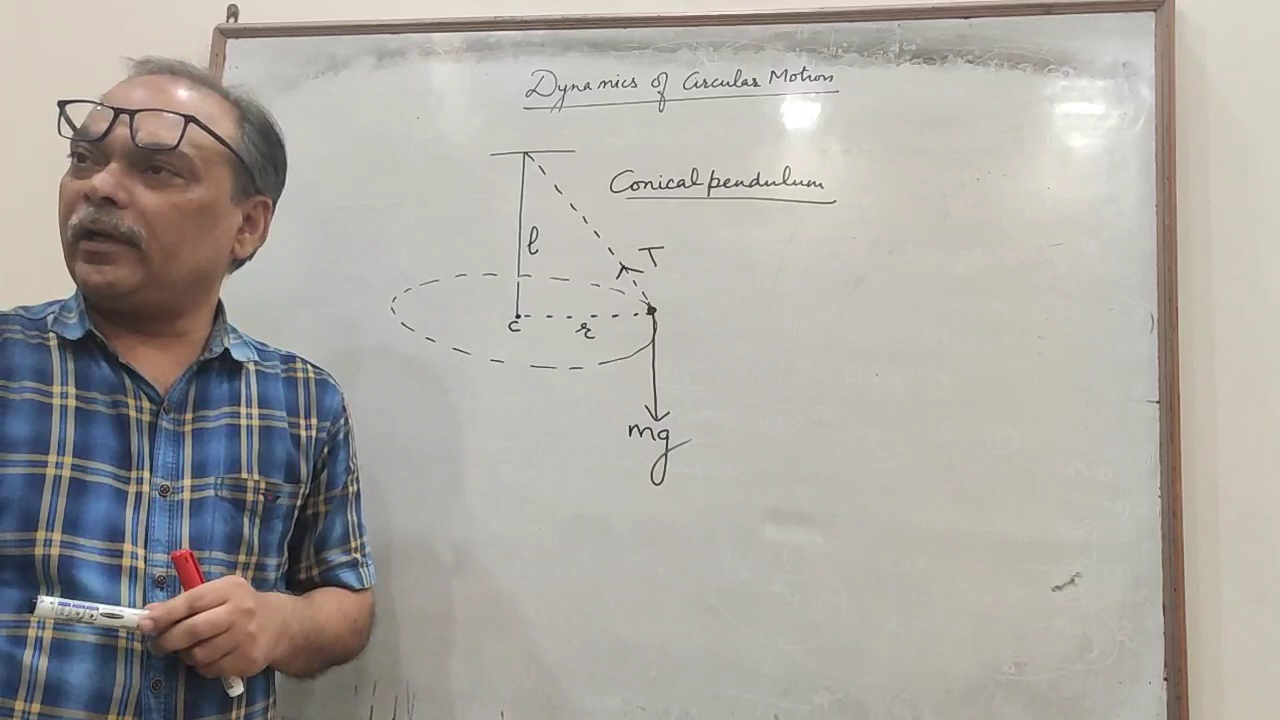 Dynamics of Circular Motion
Conical pendulum
l
T
c
r
mg